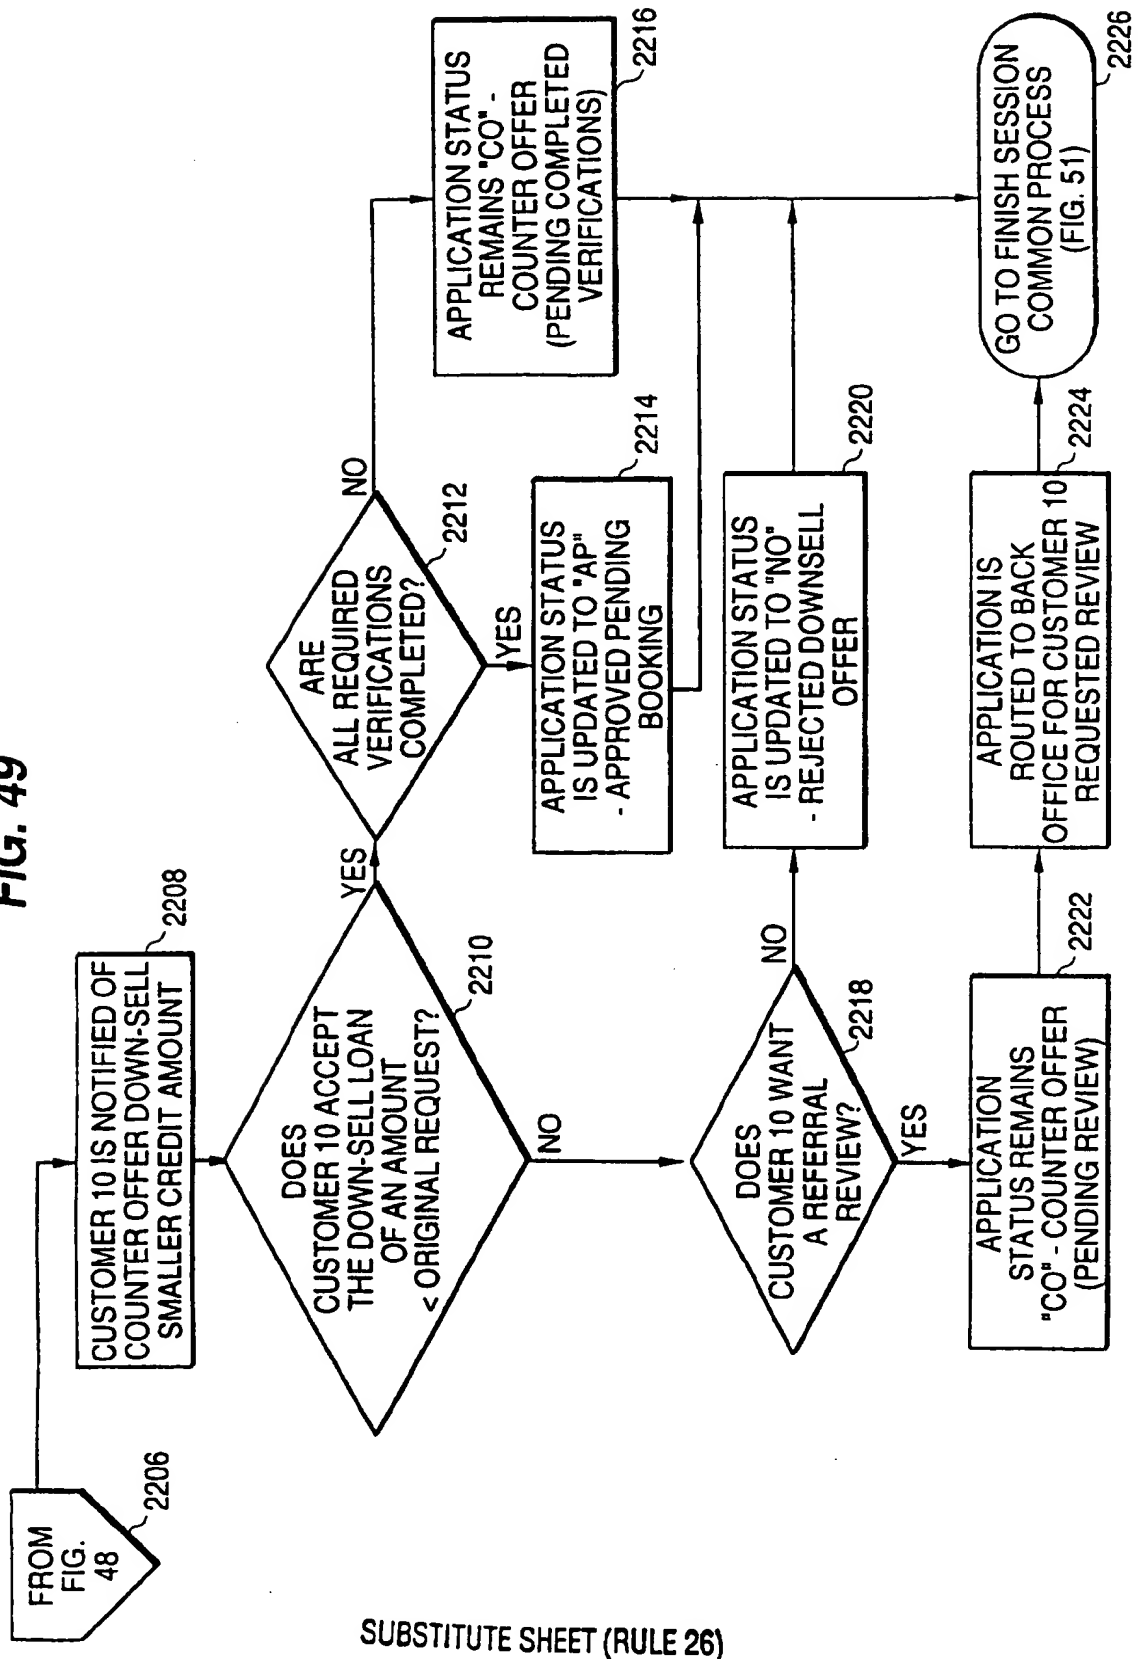 FIG. 49
FROM
FIG.
48
2206
CUSTOMER 10 IS NOTIFIED OF
COUNTER OFFER DOWN-SELL
SMALLER CREDIT AMOUNT
2208
DOES
CUSTOMER 10 ACCEPT
THE DOWN-SELL LOAN
OF AN AMOUNT
< ORIGINAL REQUEST?
2210
YES
NO
ARE
ALL REQUIRED
VERIFICATIONS
COMPLETED?
2212
NO
YES
APPLICATION STATUS
IS UPDATED TO "AP"
- APPROVED PENDING
BOOKING
2214
APPLICATION STATUS
REMAINS "CO" -
COUNTER OFFER
(PENDING COMPLETED
VERIFICATIONS)
2216
DOES
CUSTOMER 10 WANT
A REFERRAL
REVIEW?
2218
NO
YES
APPLICATION STATUS
IS UPDATED TO "NO"
- REJECTED DOWNSELL
OFFER
2220
APPLICATION
STATUS REMAINS
"CO" - COUNTER OFFER
(PENDING REVIEW)
2222
APPLICATION IS
ROUTED TO BACK
OFFICE FOR CUSTOMER 10
REQUESTED REVIEW
2224
GO TO FINISH SESSION
COMMON PROCESS
(FIG. 51)
2226
SUBSTITUTE SHEET (RULE 26)